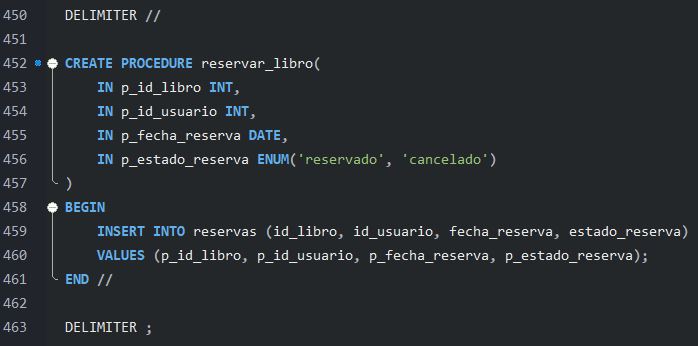 450 DELIMITER //
451
452 CREATE PROCEDURE reservar_libro(
453 IN p_id_libro INT,
454 IN p_id_usuario INT,
455 IN p_fecha_reserva DATE,
456 IN p_estado_reserva ENUM('reservado', 'cancelado')
457 )
458 BEGIN
459 INSERT INTO reservas (id_libro, id_usuario, fecha_reserva, estado_reserva)
460 VALUES (p_id_libro, p_id_usuario, p_fecha_reserva, p_estado_reserva);
461 END //
462
463 DELIMITER ;